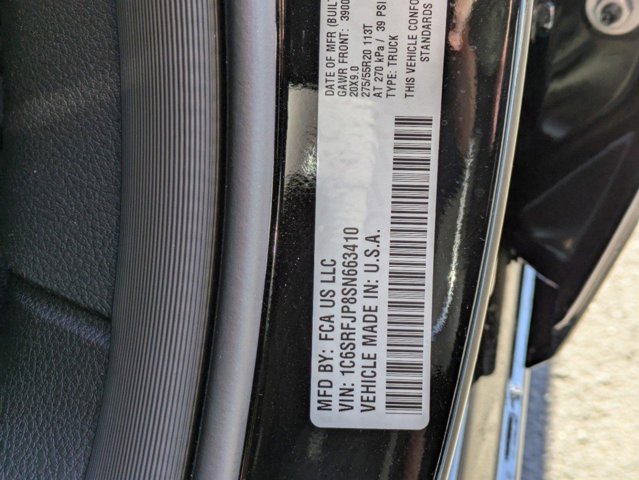 DATE OF MFR (BUIL
GAWR FRONT: 3900
20X9.0
275/55R20 113T
AT 270 kPa / 39 PSI
TYPE: TRUCK
THIS VEHICLE CONFO
STANDARDS
MFD BY: FCA US LLC
VIN: 1C6SRFJP8SN663410
VEHICLE MADE IN: U.S.A.